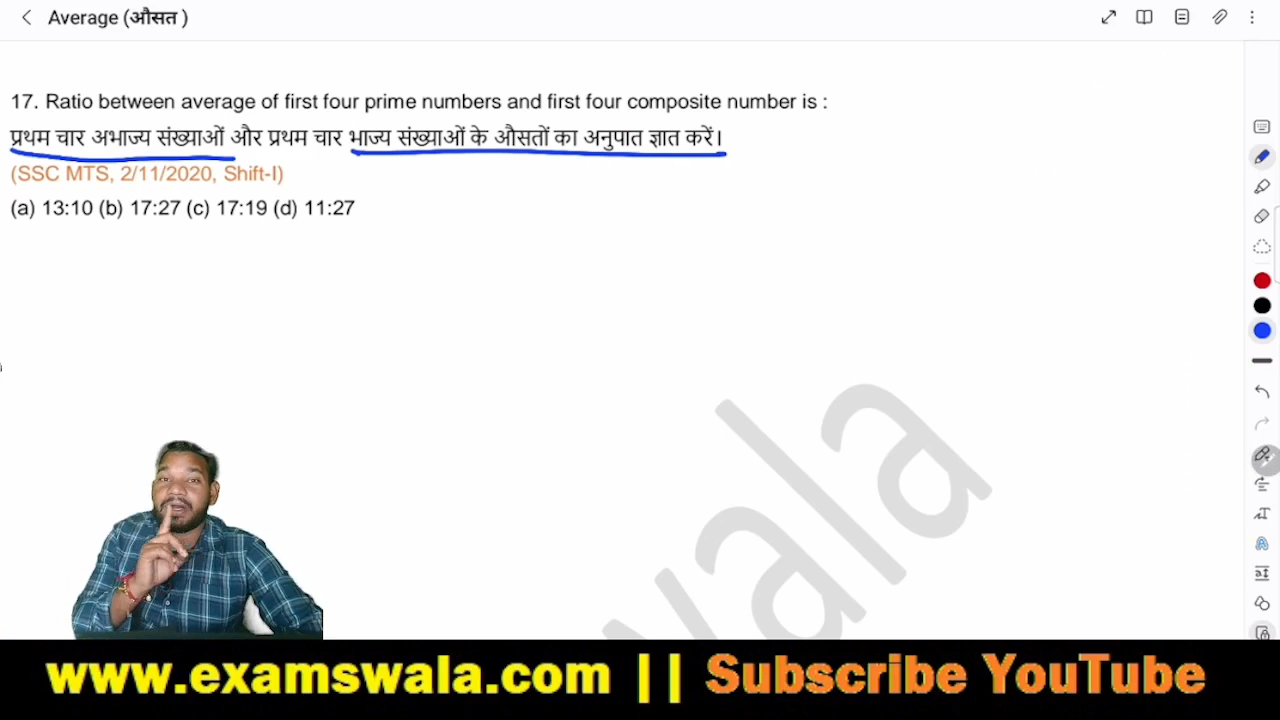 Average (औसत )
17. Ratio between average of first four prime numbers and first four composite number is :
प्रथम चार अभाज्य संख्याओं और प्रथम चार भाज्य संख्याओं के औसतों का अनुपात ज्ञात करें।
(SSC MTS, 2/11/2020, Shift-I)
(a) 13:10 (b) 17:27 (c) 17:19 (d) 11:27
wala
www.examswala.com || Subscribe YouTube